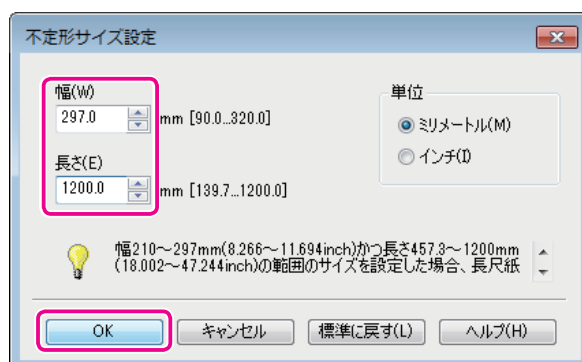 不定形サイズ設定
幅(W)
297.0 mm [90.0...320.0]
長さ(E)
1200.0 mm [139.7...1200.0]
単位
ミリメートル(M)
インチ(I)
幅210～297mm(8.266～11.694inch)かつ長さ457.3～1200mm
(18.002～47.244inch)の範囲のサイズを設定した場合、長尺紙
OK キャンセル 標準に戻す(L) ヘルプ(H)